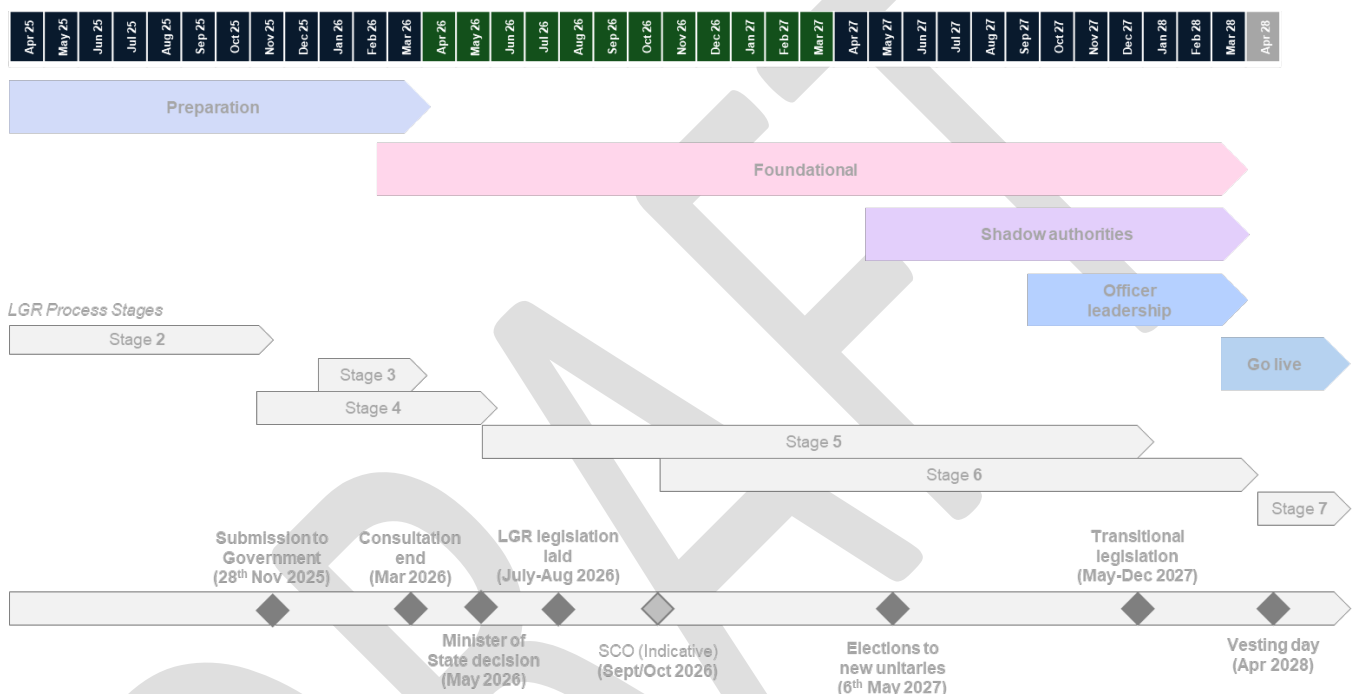 Apr 25
May 25
Jun 25
Jul 25
Aug 25
Sep 25
Oct 25
Nov 25
Dec 25
Jan 26
Feb 26
Mar 26
Apr 26
May 26
Jun 26
Jul 26
Aug 26
Sep 26
Oct 26
Nov 26
Dec 26
Jan 27
Feb 27
Mar 27
Apr 27
May 27
Jun 27
Jul 27
Aug 27
Sep 27
Oct 27
Nov 27
Dec 27
Jan 28
Feb 28
Mar 28
Apr 28
Preparation
Foundational
Shadow authorities
Officer
leadership
Go live
LGR Process Stages
Stage 2
Stage 3
Stage 4
Stage 5
Stage 6
Stage 7
Submission to
Government
(28th Nov 2025)
Consultation
end
(Mar 2026)
LGR legislation
laid
(July-Aug 2026)
Transitional
legislation
(May-Dec 2027)
Minister of
State decision
(May 2026)
SCO (Indicative)
(Sept/Oct 2026)
Elections to
new unitaries
(6th May 2027)
Vesting day
(Apr 2028)
DRAFT